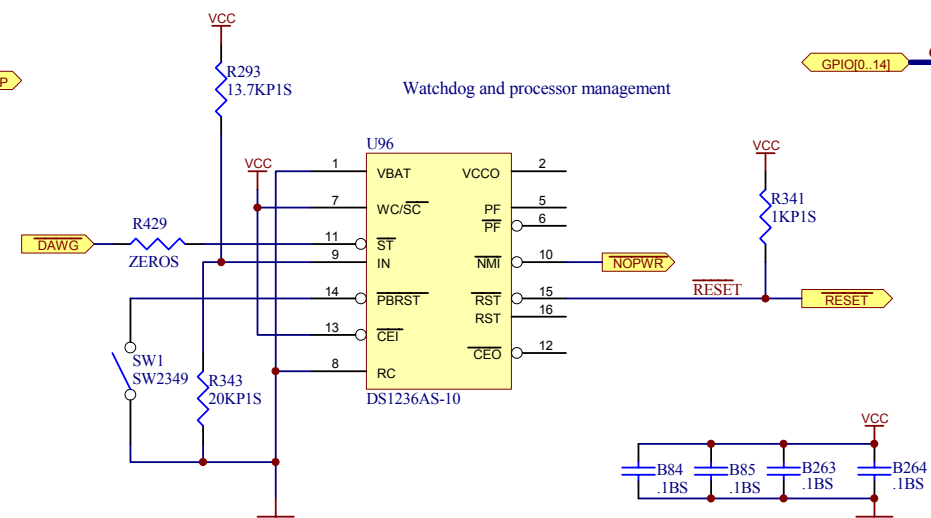 VCC
R293
13.7KP1S
P
GPIO[0..14]
Watchdog and processor management
U96
VCC
VCC
1
VBAT
VCCO
2
7
WC/SC
PF
5
PF
6
R341
1KP1S
R429
ZEROS
DAWG
11
ST
9
IN
NMI
10
NOPWR
14
PBRST
RST
15
RESET
RESET
RST
16
13
CEI
CEO
12
SW1
SW2349
R343
20KP1S
8
RC
DS1236AS-10
VCC
B84
.1BS
B85
.1BS
B263
.1BS
B264
.1BS